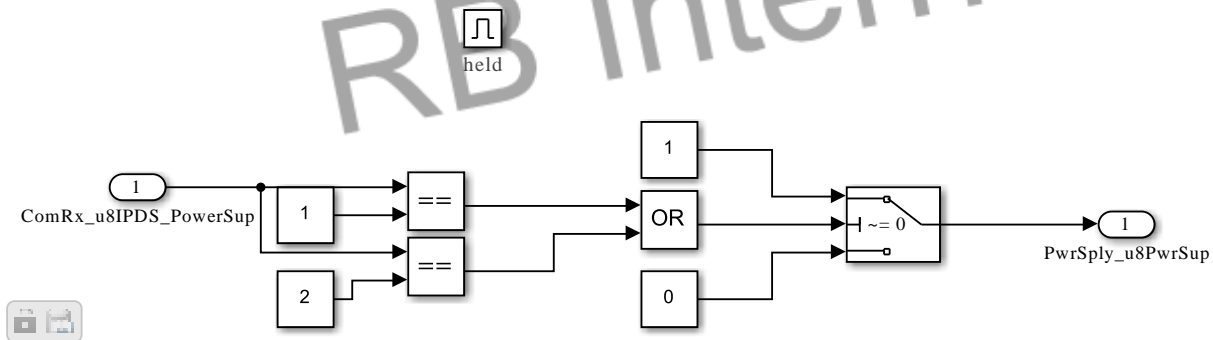 RB Intern
held
1
1
ComRx_u8IPDS_PowerSup
1
==
OR
~= 0
1
PwrSply_u8PwrSup
==
2
0